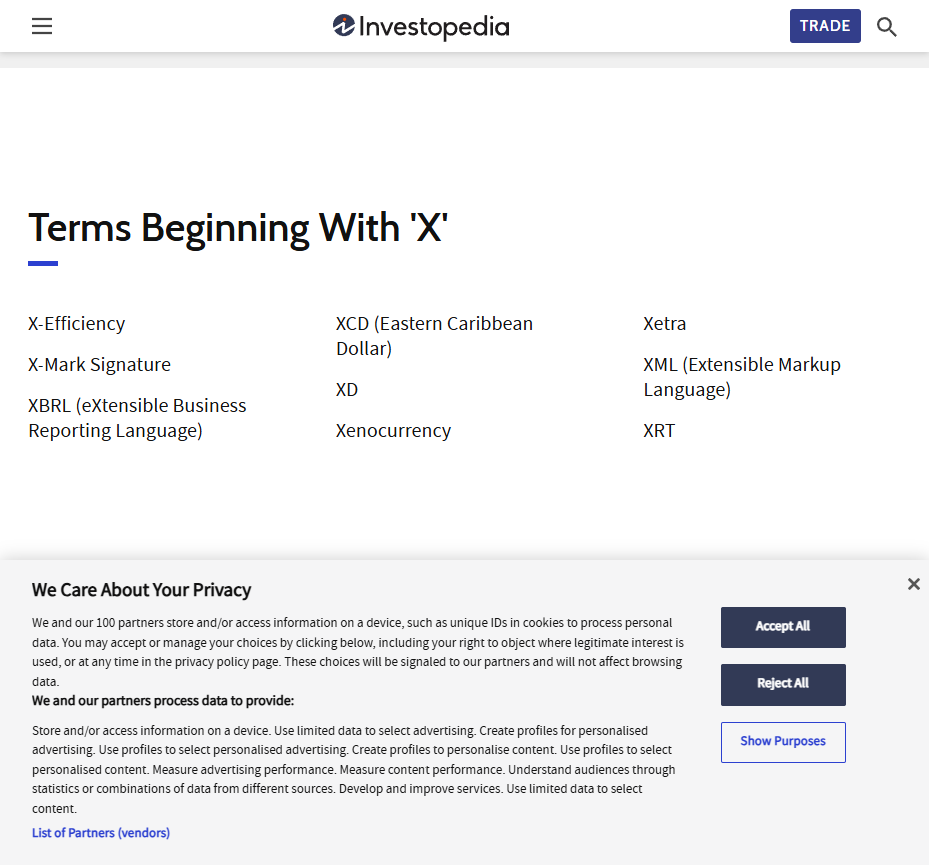 Investopedia
TRADE
Terms Beginning With 'X'
X-Efficiency
X-Mark Signature
XBRL (eXtensible Business
Reporting Language)
XCD (Eastern Caribbean
Dollar)
XD
Xenocurrency
Xetra
XML (Extensible Markup
Language)
XRT
We Care About Your Privacy
We and our 100 partners store and/or access information on a device, such as unique IDs in cookies to process personal
data. You may accept or manage your choices by clicking below, including your right to object where legitimate interest is
used, or at any time in the privacy policy page. These choices will be signaled to our partners and will not affect browsing
data.
We and our partners process data to provide:
Store and/or access information on a device. Use limited data to select advertising. Create profiles for personalised
advertising. Use profiles to select personalised advertising. Create profiles to personalise content. Use profiles to select
personalised content. Measure advertising performance. Measure content performance. Understand audiences through
statistics or combinations of data from different sources. Develop and improve services. Use limited data to select
content.
List of Partners (vendors)
Accept All
Reject All
Show Purposes